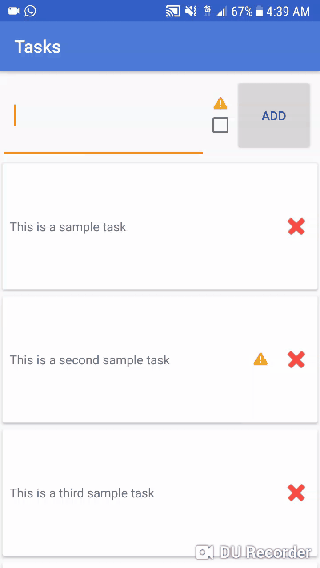 67% 4:39 AM
Tasks
ADD
This is a sample task
This is a second sample task
This is a third sample task
DU Recorder